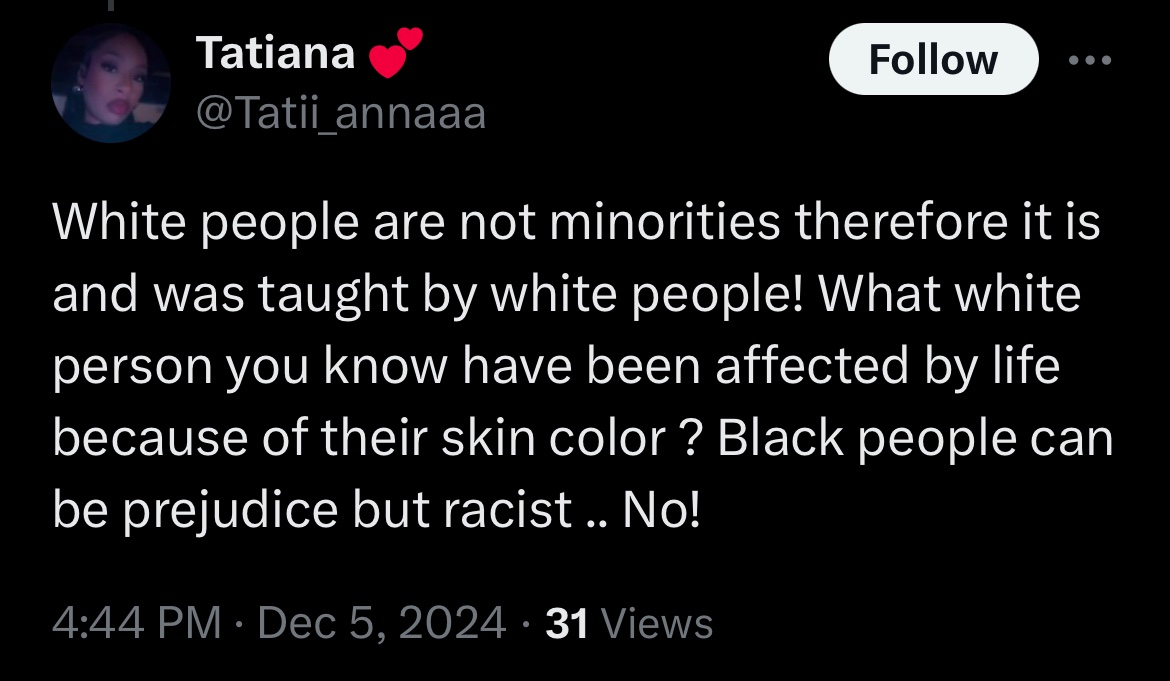 Tatiana 💕
Follow
@Tatii_annaaa
White people are not minorities therefore it is
and was taught by white people! What white
person you know have been affected by life
because of their skin color ? Black people can
be prejudice but racist .. No!
4:44 PM · Dec 5, 2024 · 31 Views